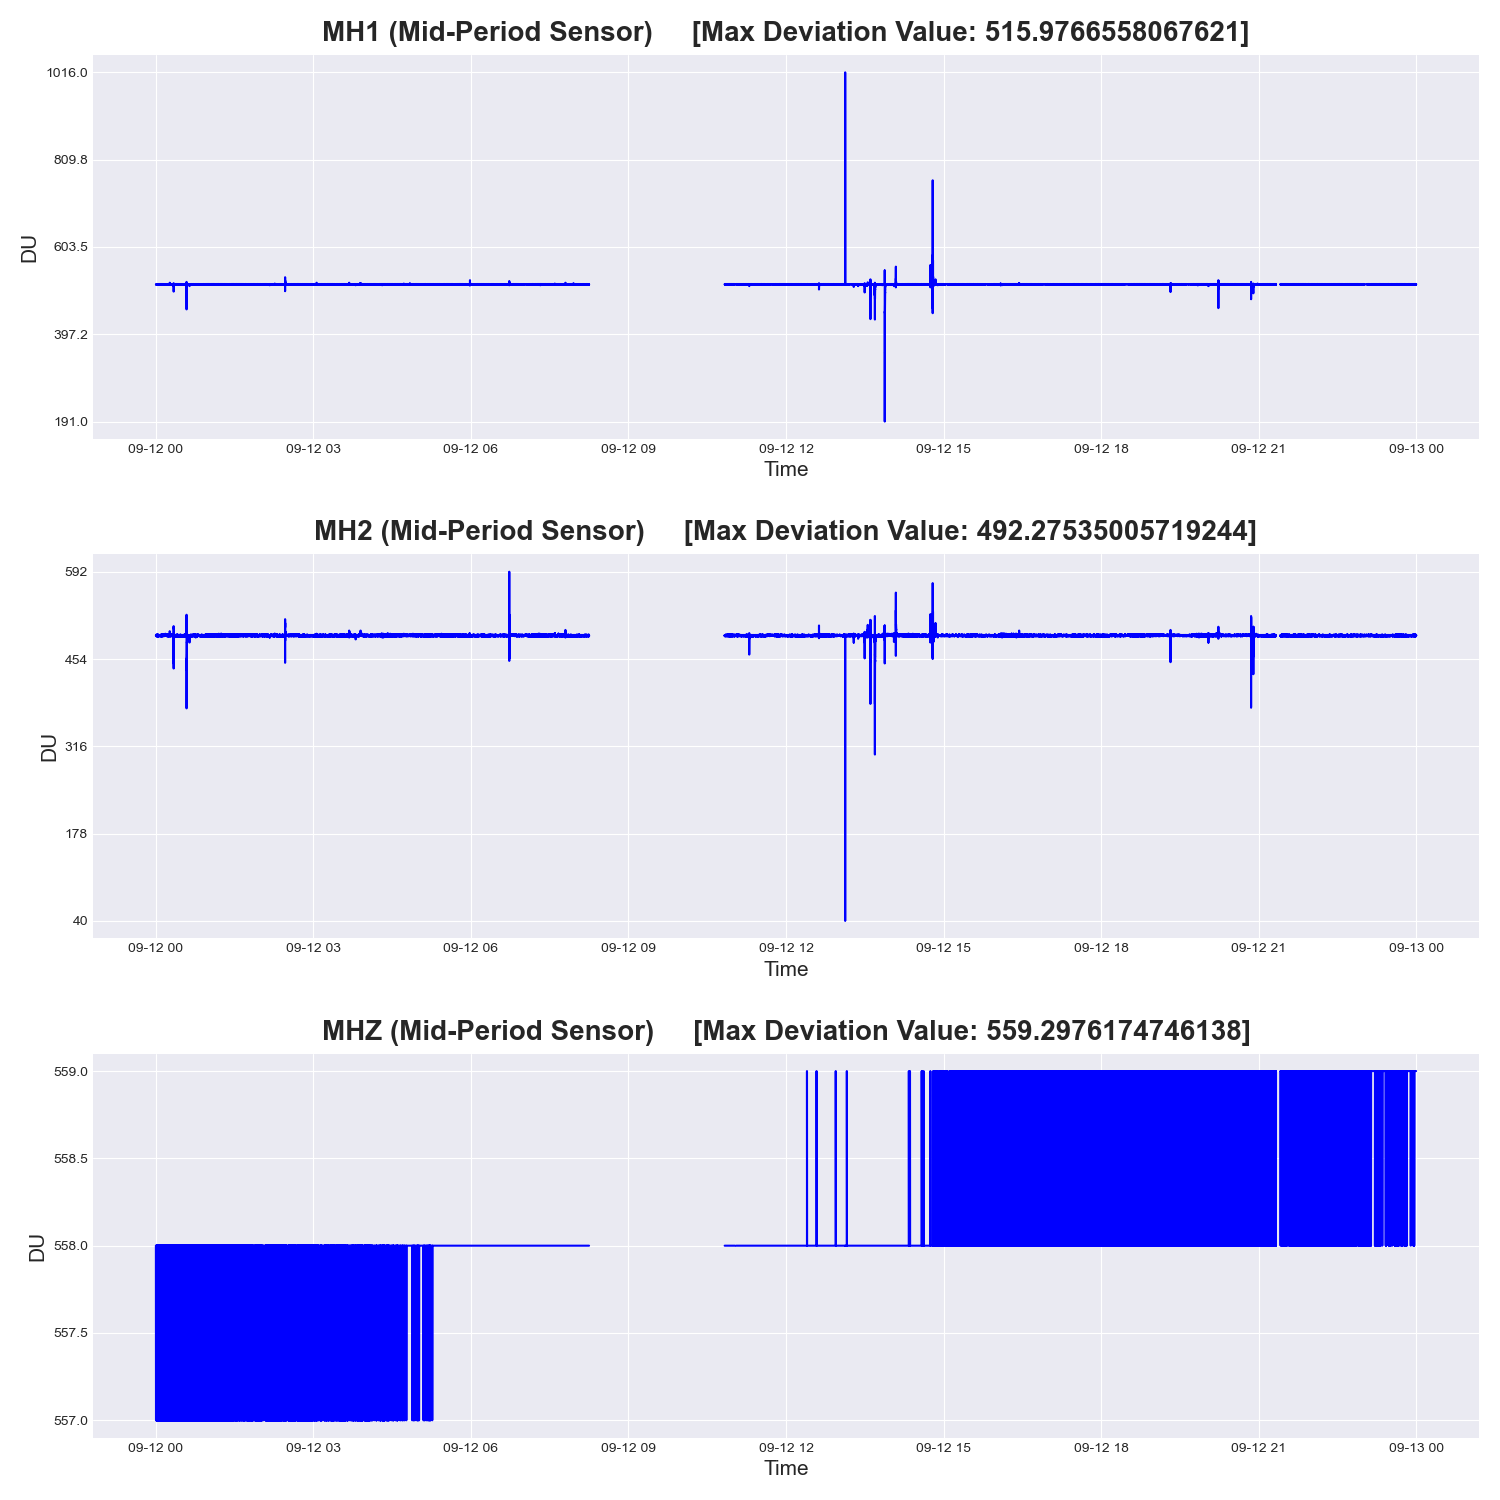 MH1 (Mid-Period Sensor) [Max Deviation Value: 515.9766558067621]
1016.0
809.8
603.5
397.2
191.0
DU
09-12 00 09-12 03 09-12 06 09-12 09 09-12 12 09-12 15 09-12 18 09-12 21 09-13 00
Time
MH2 (Mid-Period Sensor) [Max Deviation Value: 492.27535005719244]
592
454
316
178
40
DU
09-12 00 09-12 03 09-12 06 09-12 09 09-12 12 09-12 15 09-12 18 09-12 21 09-13 00
Time
MHZ (Mid-Period Sensor) [Max Deviation Value: 559.2976174746138]
559.0
558.5
558.0
557.5
557.0
DU
09-12 00 09-12 03 09-12 06 09-12 09 09-12 12 09-12 15 09-12 18 09-12 21 09-13 00
Time